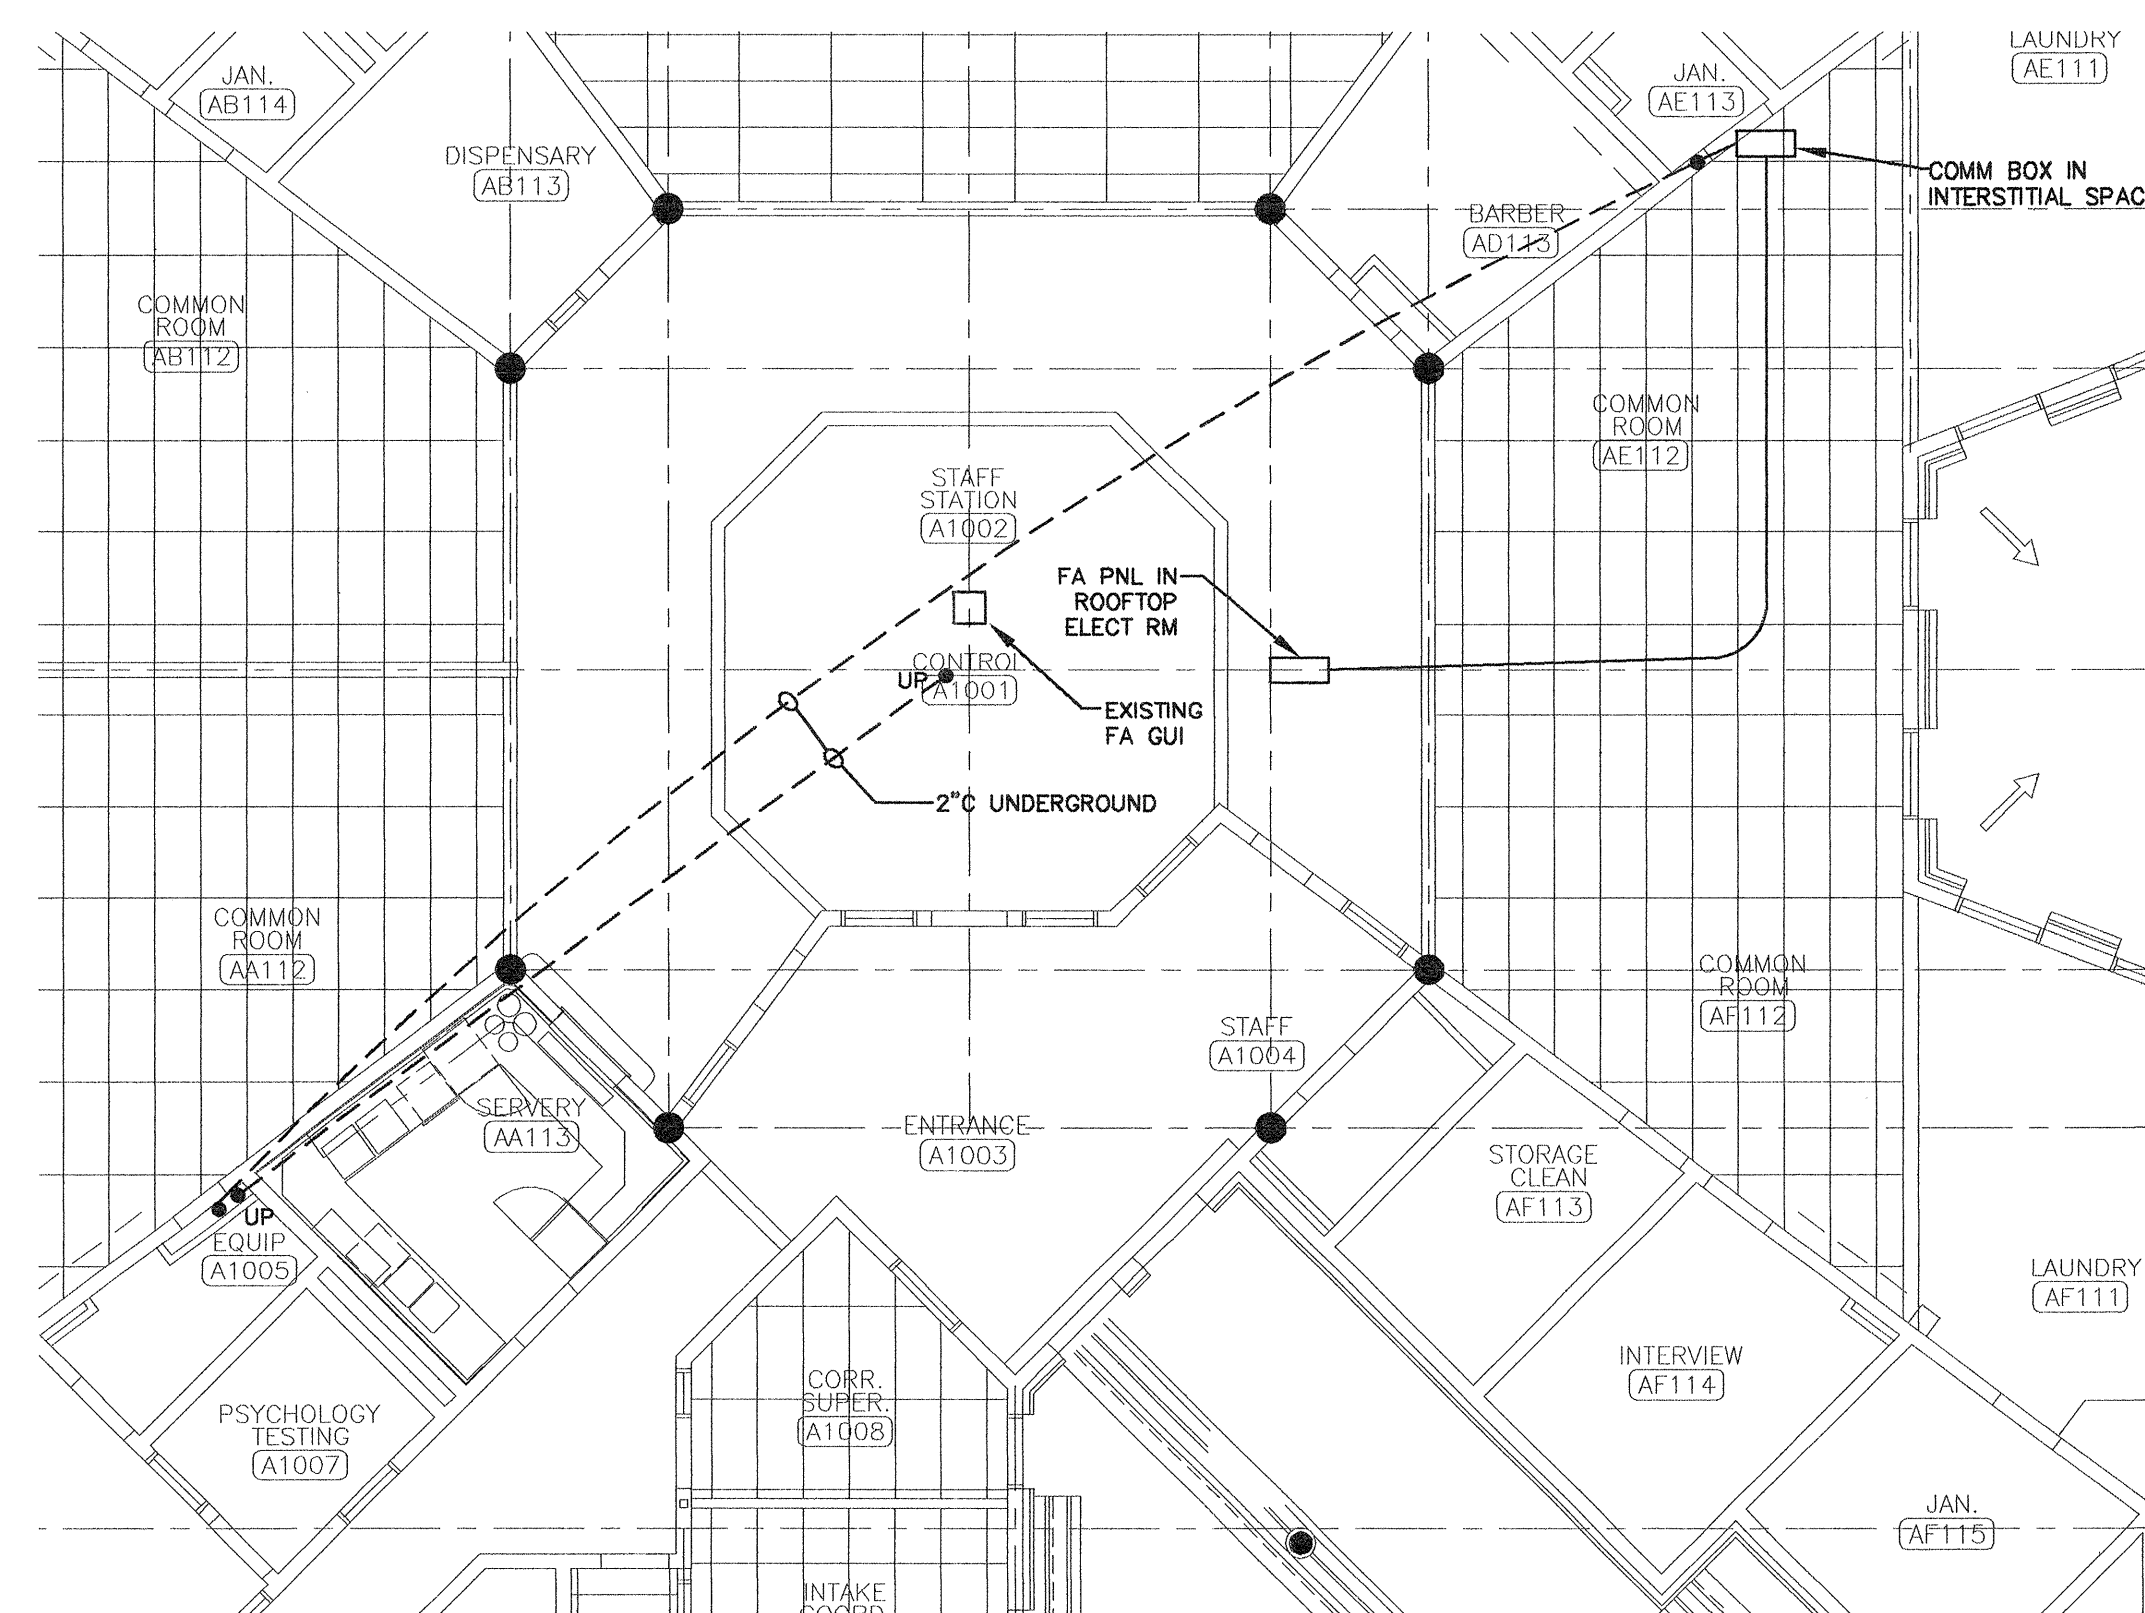 LAUNDRY
AE111
JAN.
AB114
JAN.
AE113
DISPENSARY
AB113
COMM BOX IN
INTERSTITIAL SPAC
BARBER
AD113
COMMON
ROOM
AB112
COMMON
ROOM
AE112
STAFF
STATION
A1002
FA PNL IN
ROOFTOP
ELECT RM
CONTROL
UP
A1001
EXISTING
FA GUI
2"C UNDERGROUND
COMMON
ROOM
AA112
COMMON
ROOM
AF112
STAFF
A1004
SERVERY
AA113
ENTRANCE
A1003
STORAGE
CLEAN
AF113
UP
EQUIP
A1005
LAUNDRY
AF111
INTERVIEW
AF114
CORR.
SUPER.
A1008
PSYCHOLOGY
TESTING
A1007
JAN.
AF115
INTAKE
COORD.